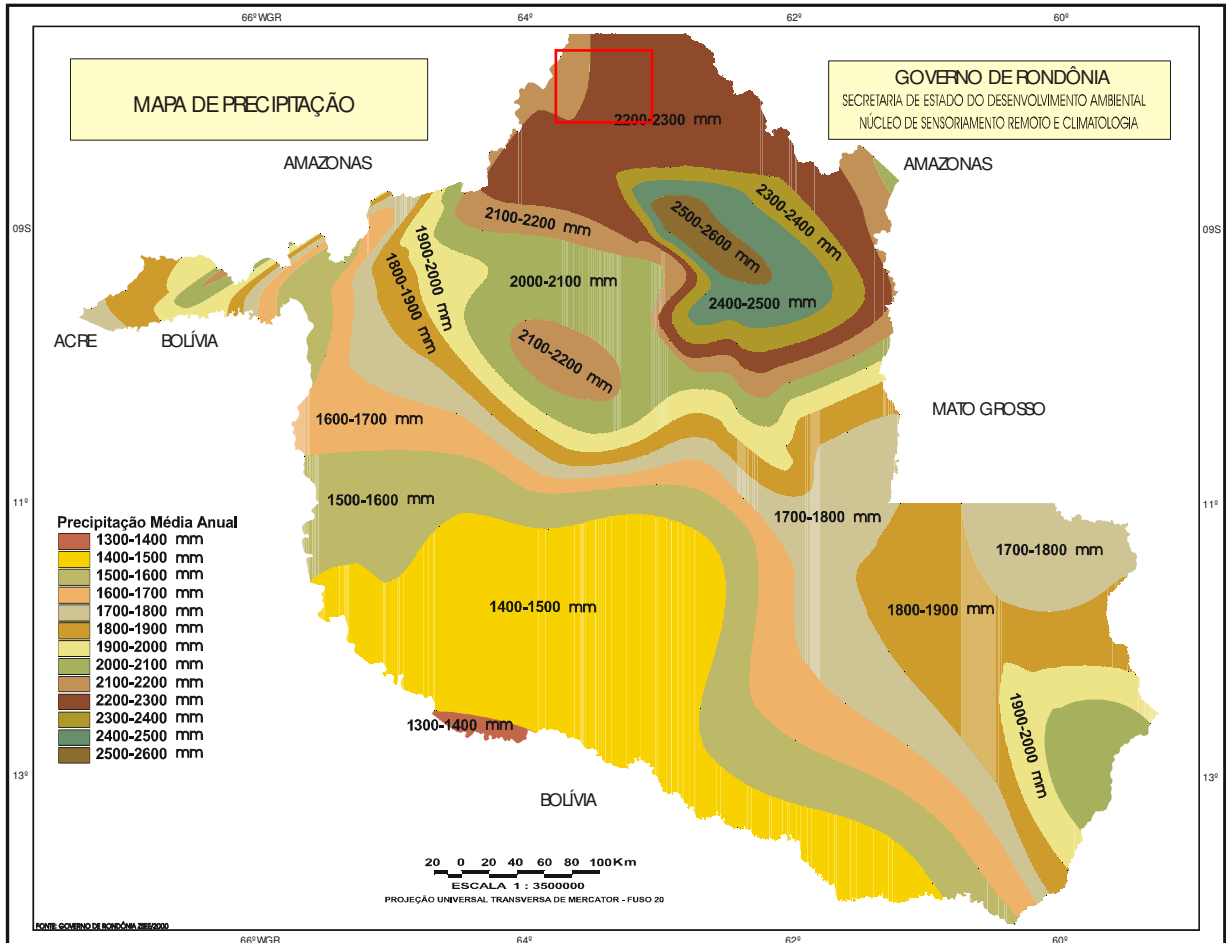 66º WGR
64º
62º
60º
MAPA DE PRECIPITAÇÃO
GOVERNO DE RONDÔNIA
SECRETARIA DE ESTADO DO DESENVOLVIMENTO AMBIENTAL
NÚCLEO DE SENSORIAMENTO REMOTO E CLIMATOLOGIA
2200-2300 mm
AMAZONAS
AMAZONAS
09S
09S
2100-2200 mm
2500-2600 mm
2300-2400 mm
1900-2000 mm
1800-1900 mm
2000-2100 mm
2400-2500 mm
ACRE
BOLÍVIA
2100-2200 mm
1600-1700 mm
MATO GROSSO
11º
11º
1500-1600 mm
1700-1800 mm
1700-1800 mm
1400-1500 mm
1800-1900 mm
1900-2000 mm
1300-1400 mm
Precipitação Média Anual
1300-1400 mm
1400-1500 mm
1500-1600 mm
1600-1700 mm
1700-1800 mm
1800-1900 mm
1900-2000 mm
2000-2100 mm
2100-2200 mm
2200-2300 mm
2300-2400 mm
2400-2500 mm
2500-2600 mm
13º
13º
BOLÍVIA
20 0 20 40 60 80 100Km
ESCALA 1 : 3500000
PROJEÇÃO UNIVERSAL TRANSVERSA DE MERCATOR - FUSO 20
FONTE: GOVERNO DE RONDÔNIA ZSEE/2000
66º WGR
64º
62º
60º